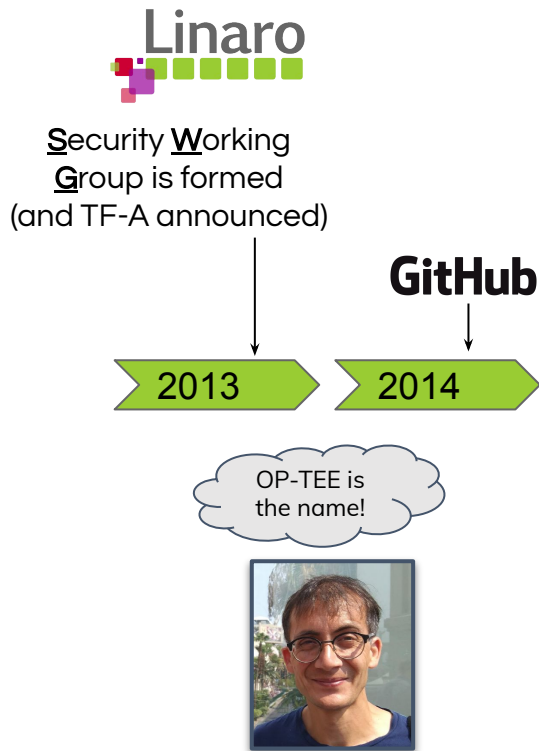 Linaro
Security Working
Group is formed
(and TF-A announced)
GitHub
2013
2014
OP-TEE is
the name!